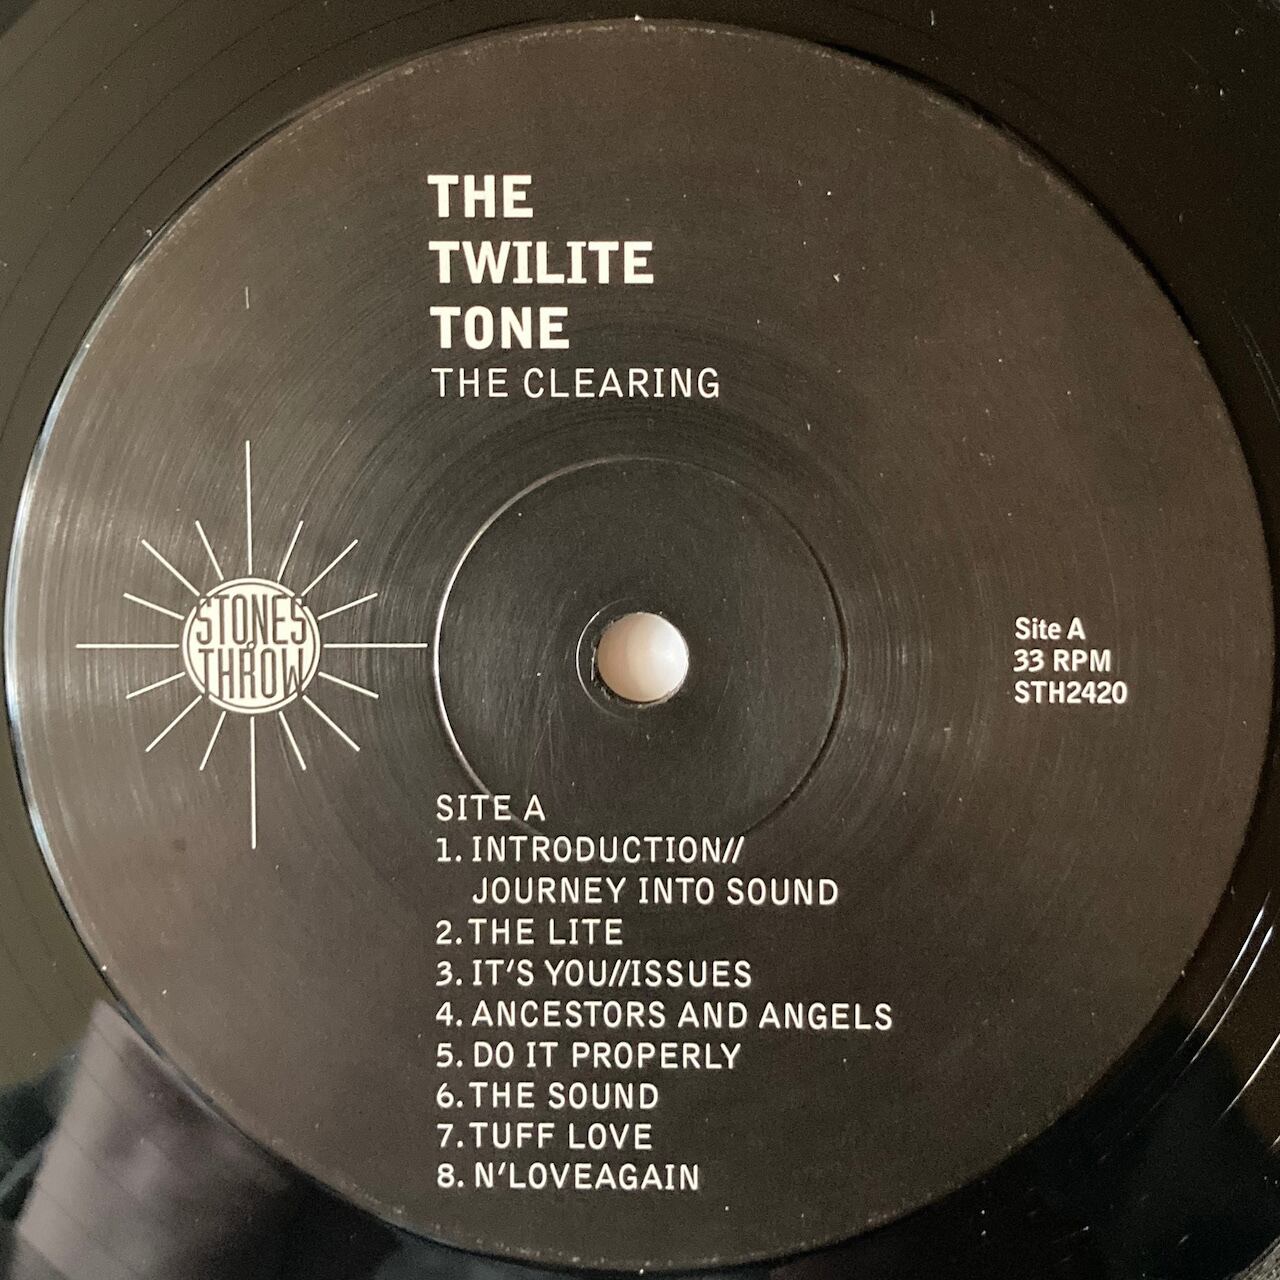 THE
TWILITE
TONE
THE CLEARING
STONES
THROW
Site A
33 RPM
STH2420
SITE A
1. INTRODUCTION//
JOURNEY INTO SOUND
2. THE LITE
3. IT'S YOU//ISSUES
4. ANCESTORS AND ANGELS
5. DO IT PROPERLY
6. THE SOUND
7. TUFF LOVE
8. N'LOVEAGAIN